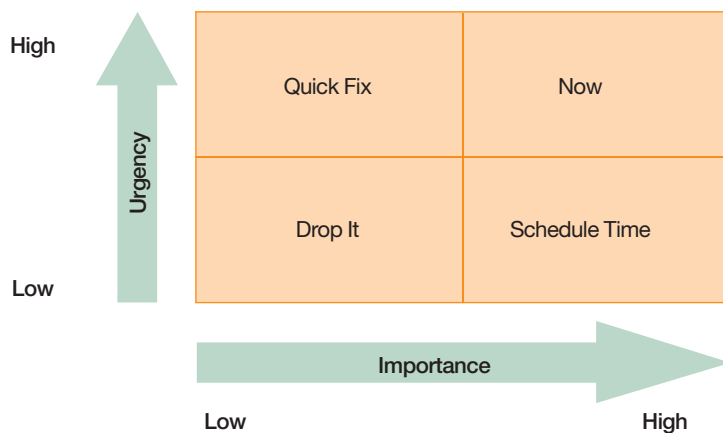 High
Quick Fix
Now
Urgency
Drop It
Schedule Time
Low
Importance
Low
High